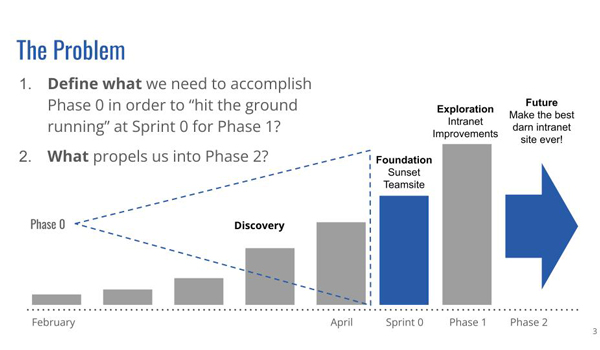 The Problem
1. Define what we need to accomplish
Phase 0 in order to “hit the ground
running” at Sprint 0 for Phase 1?
2. What propels us into Phase 2?
Phase 0
Discovery
Foundation
Sunset
Teamsite
Exploration
Intranet
Improvements
Future
Make the best
darn intranet
site ever!
February
April
Sprint 0
Phase 1
Phase 2
3